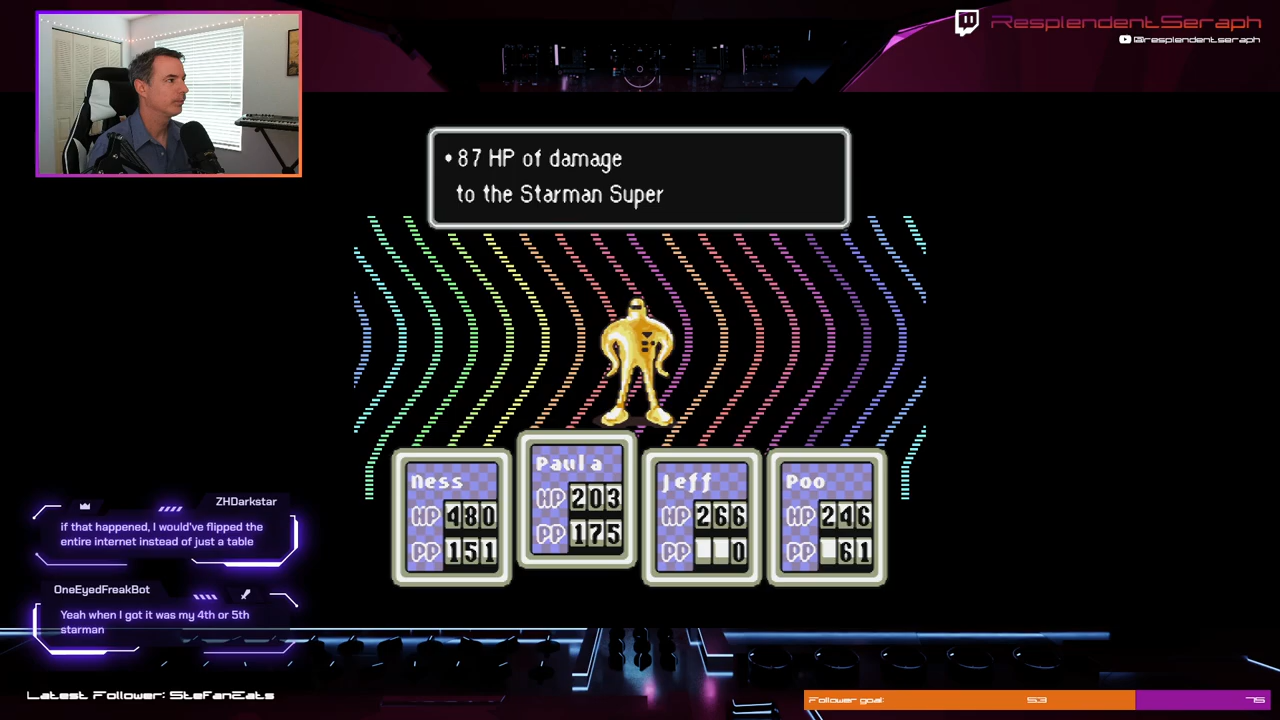 ResplendentSeraph
@resplendentseraph
•87 HP of damage
to the Starman Super
Ness
HP 480
PP 151
Paula
HP 203
PP 175
Jeff
HP 266
PP 0
Poo
HP 246
PP 61
ZHDarkstar
if that happened, I would've flipped the
entire internet instead of just a table
OneEyedFreakBot
Yeah when I got it was my 4th or 5th
starman
Latest Follower: StefanEats
Follower goal: 53 75